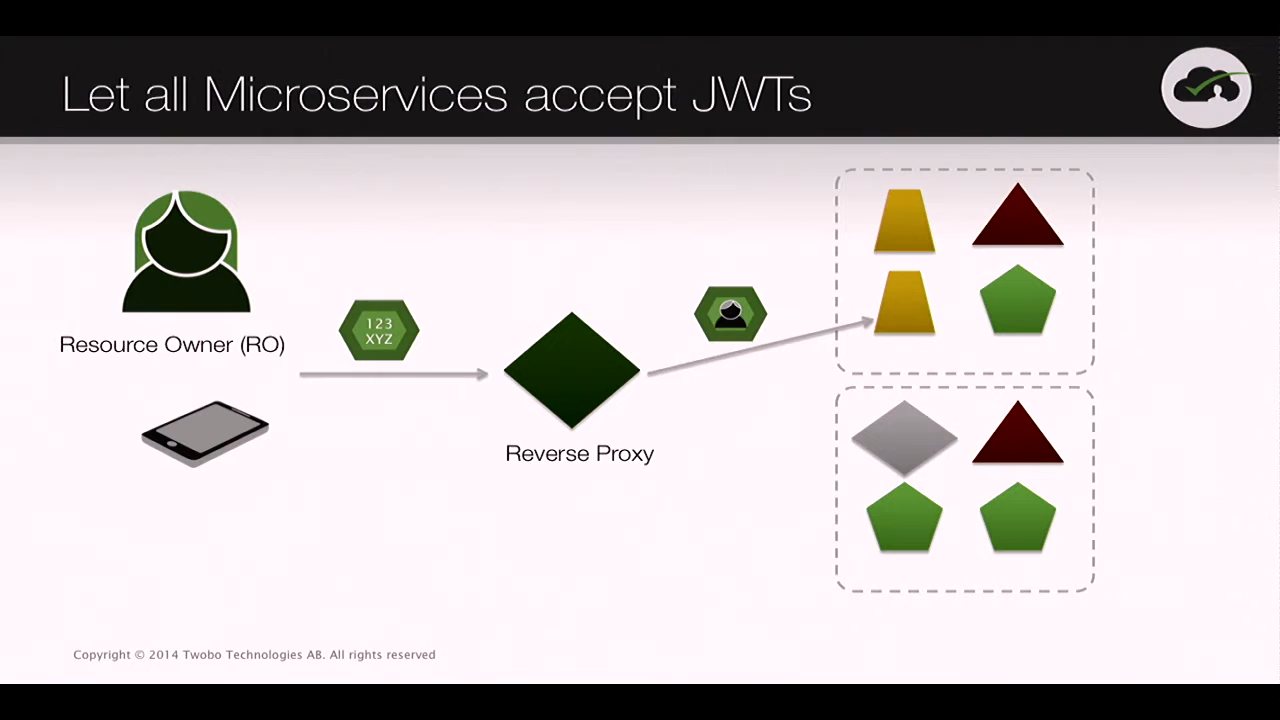 Let all Microservices accept JWTs
123
XYZ
Resource Owner (RO)
Reverse Proxy
Copyright © 2014 Twobo Technologies AB. All rights reserved